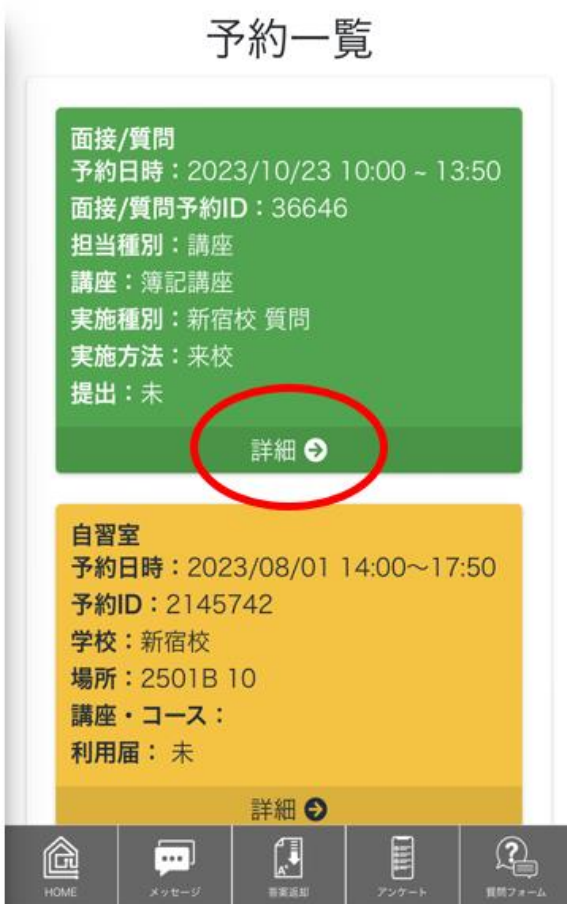 予約一覧
面接/質問
予約日時：2023/10/23 10:00 ~ 13:50
面接/質問予約ID：36646
担当種別：講座
講座：簿記講座
実施種別：新宿校 質問
実施方法：来校
提出：未
詳細
自習室
予約日時：2023/08/01 14:00～17:50
予約ID：2145742
学校：新宿校
場所：2501B 10
講座・コース：
利用届： 未
詳細
HOME メッセージ 答案返却 アンケート 質問フォーム